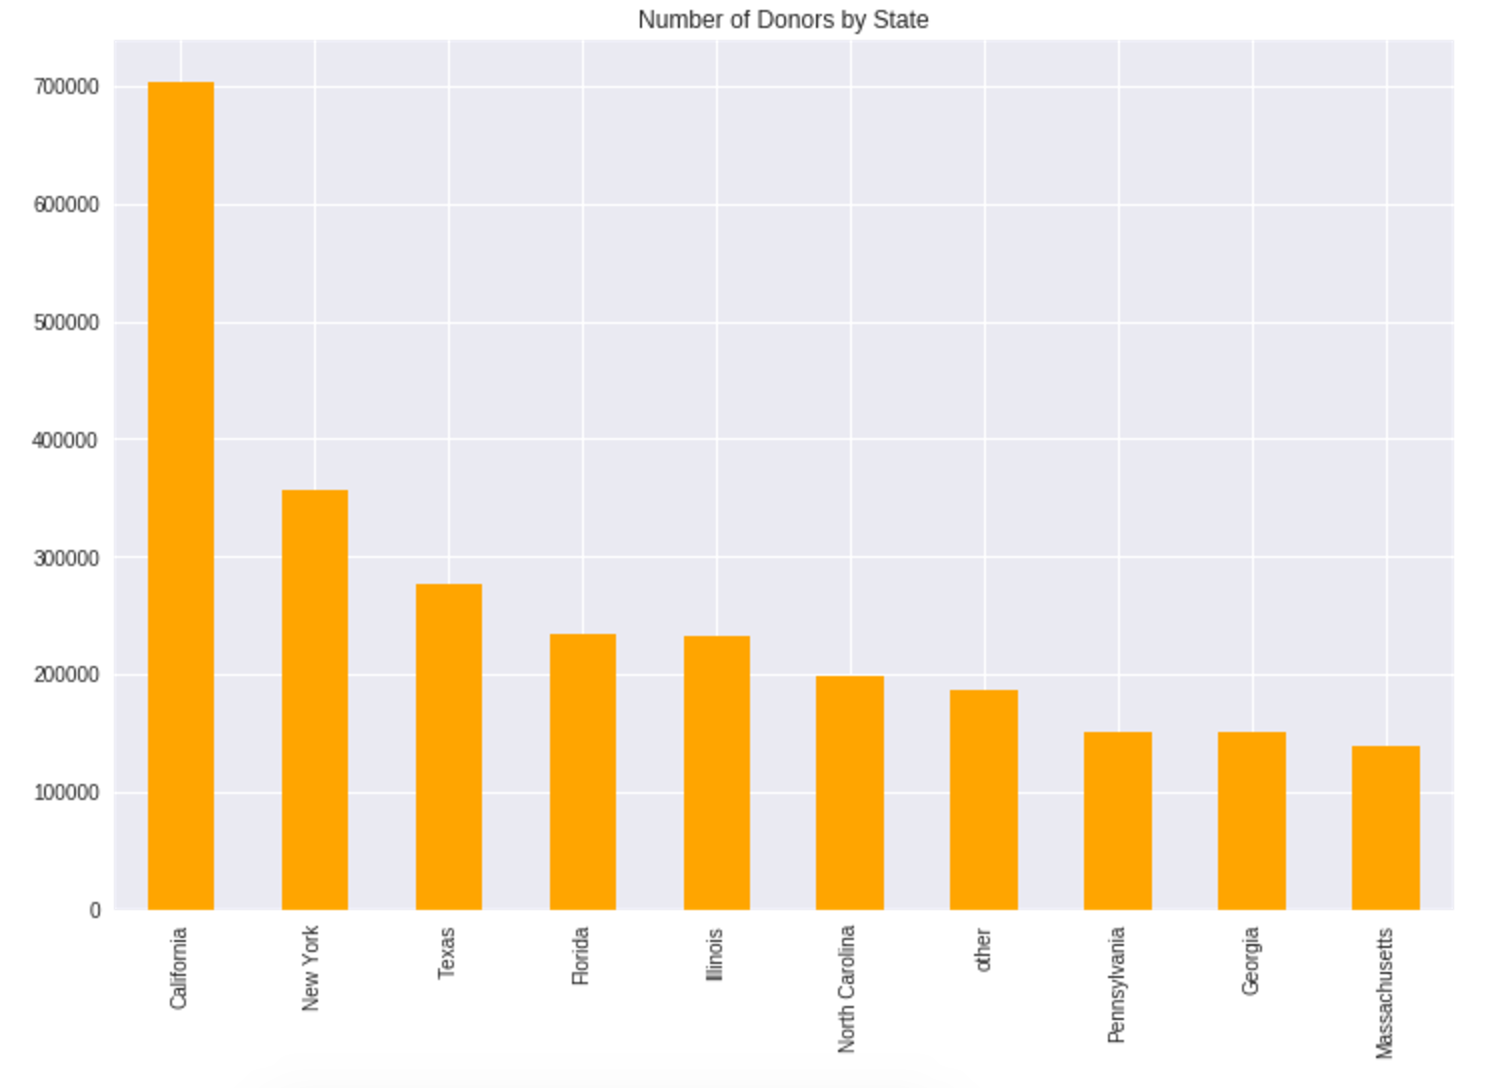 Number of Donors by State
700000
600000
500000
400000
300000
200000
100000
0
California
New York
Texas
Florida
Illinois
North Carolina
other
Pennsylvania
Georgia
Massachusetts